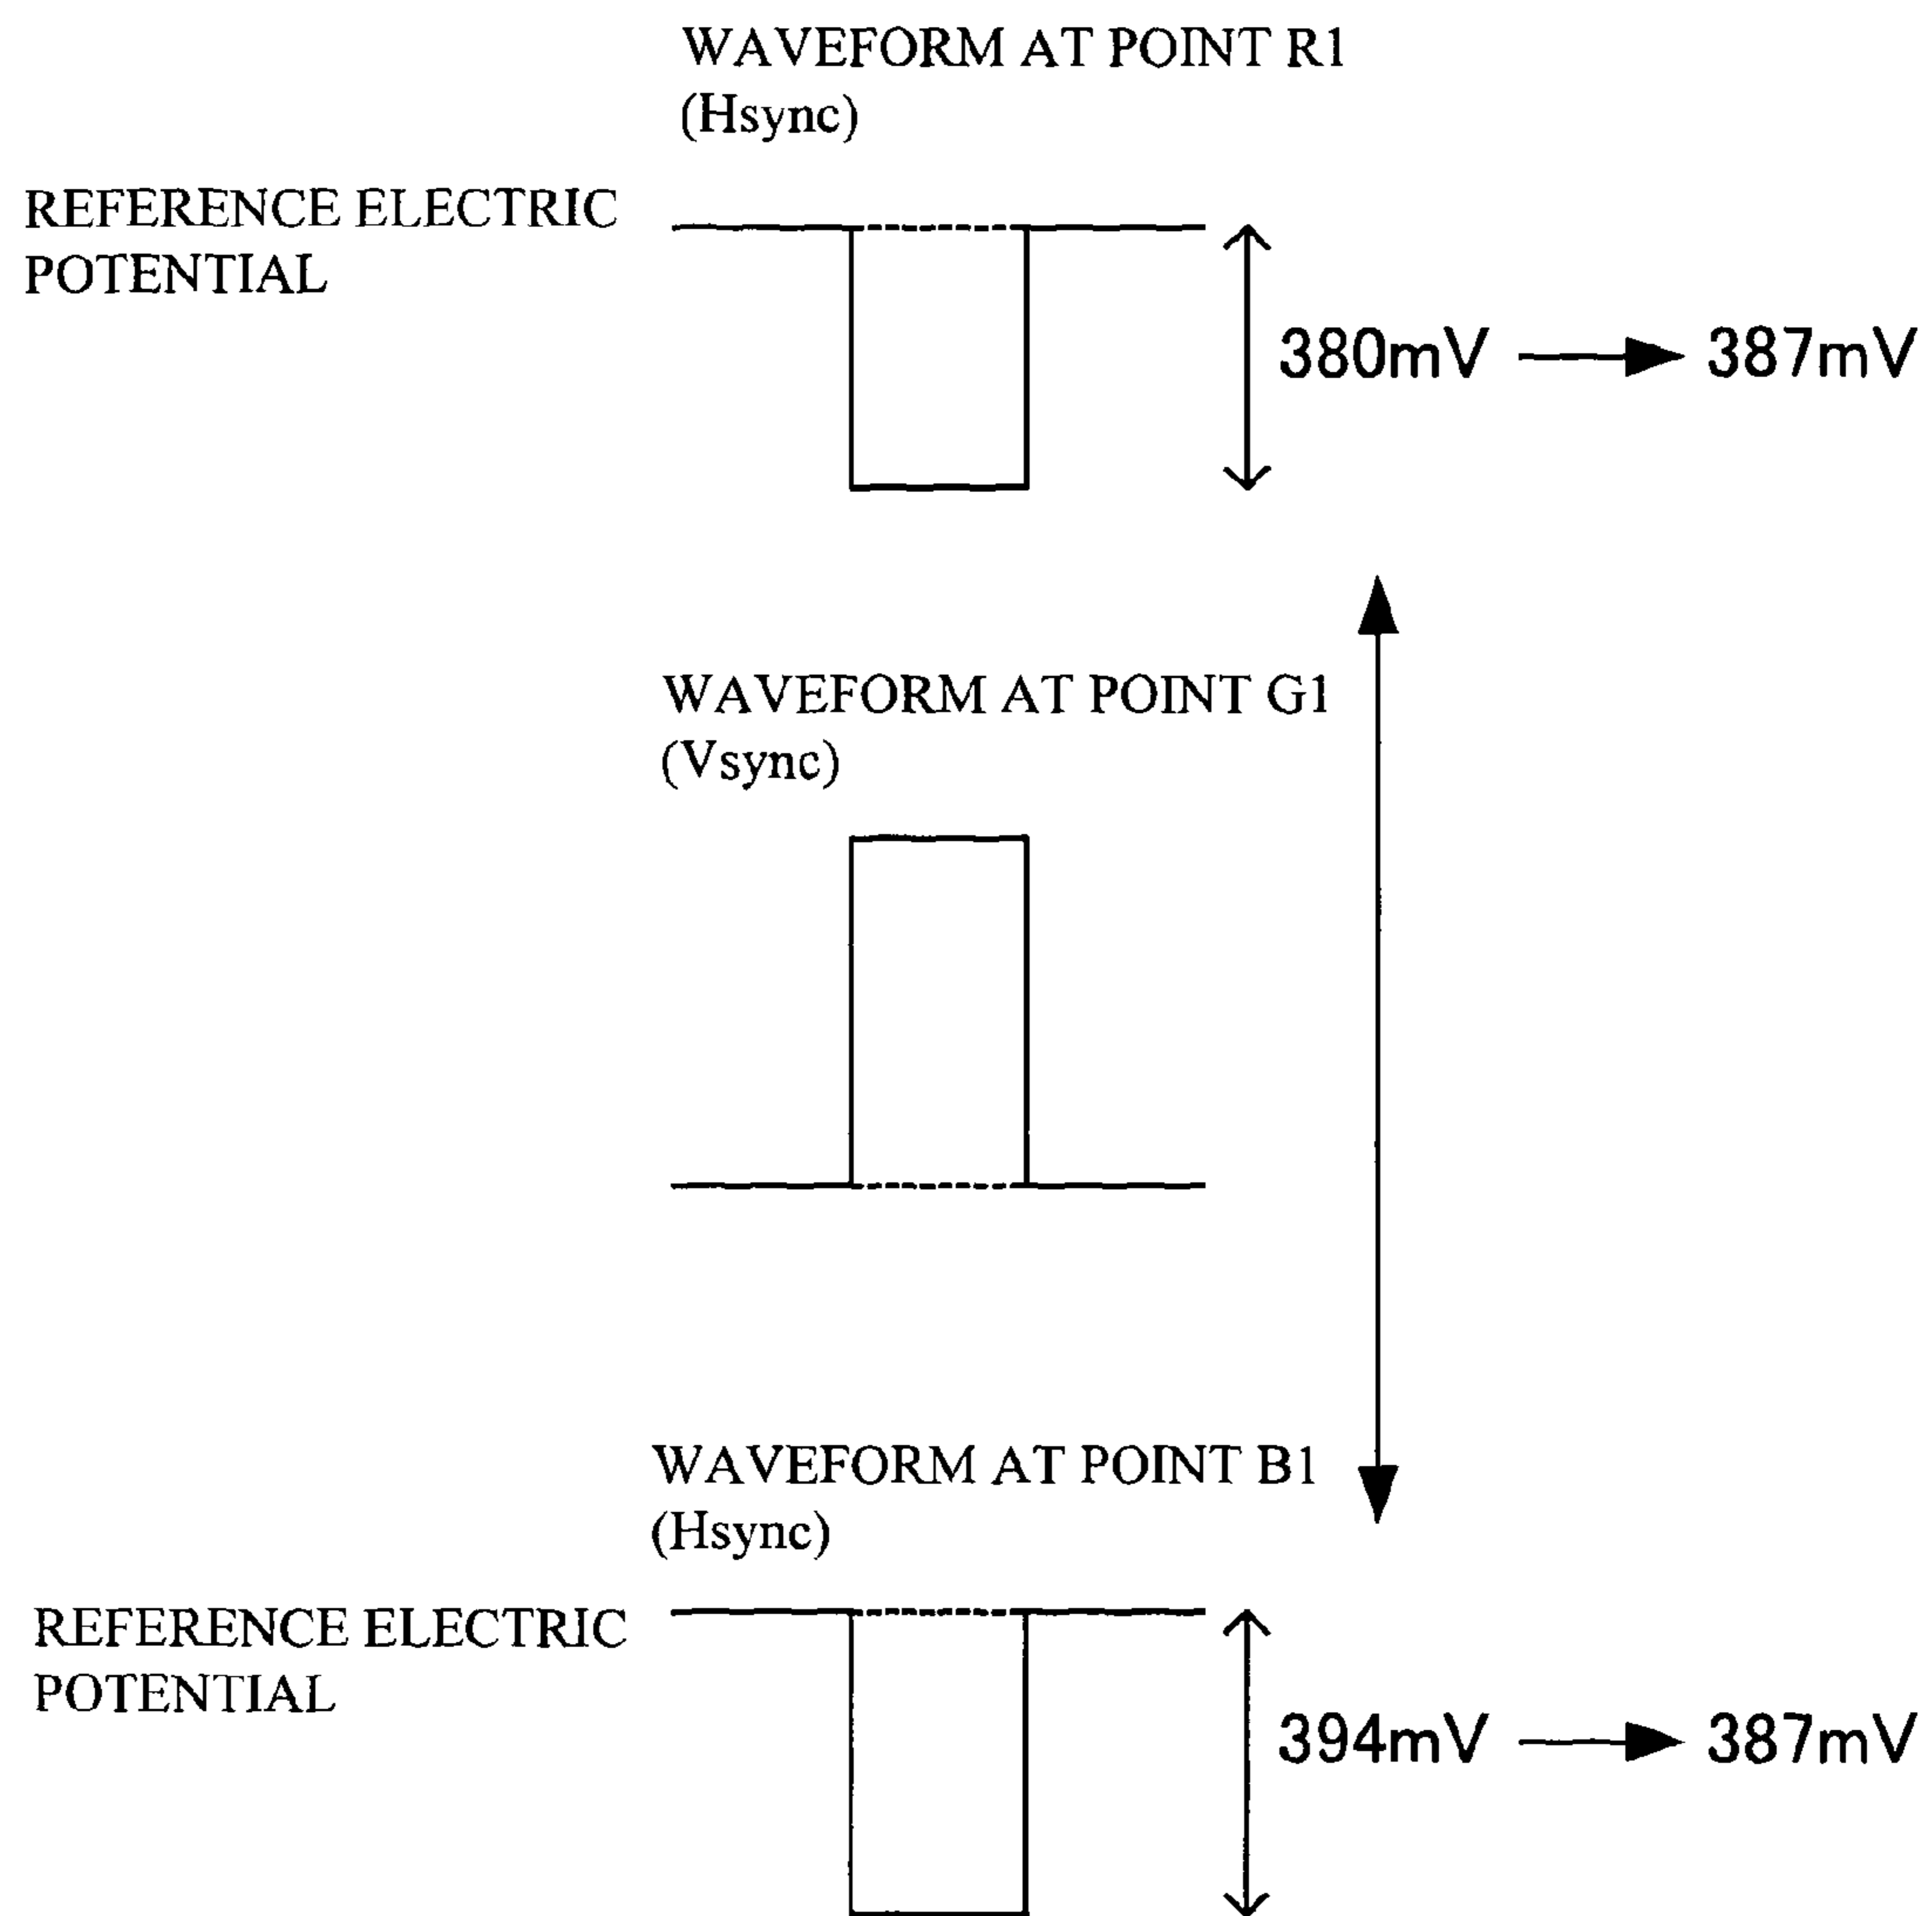 WAVEFORM AT POINT R1
(Hsync)
REFERENCE ELECTRIC
POTENTIAL
380mV 387mV
WAVEFORM AT POINT G1
(Vsync)
WAVEFORM AT POINT B1
(Hsync)
REFERENCE ELECTRIC
POTENTIAL
394mV 387mV